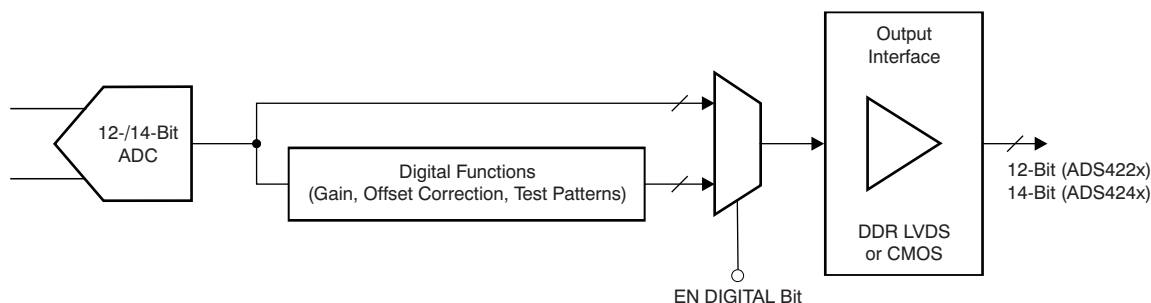 12-/14-Bit
ADC
Digital Functions
(Gain, Offset Correction, Test Patterns)
EN DIGITAL Bit
Output
Interface
DDR LVDS
or CMOS
12-Bit (ADS422x)
14-Bit (ADS424x)